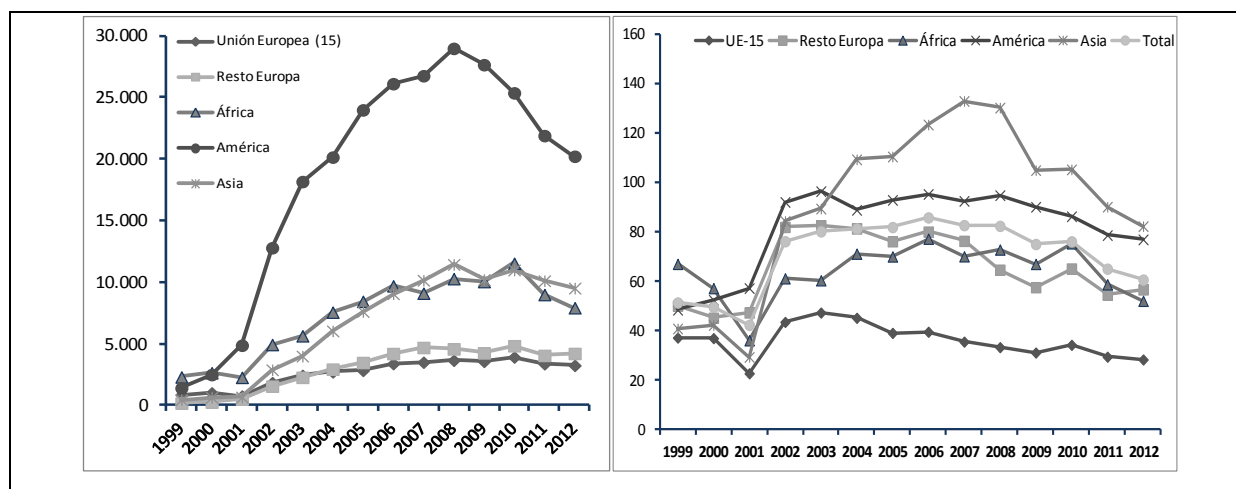 30.000
25.000
20.000
15.000
10.000
5.000
0
Unión Europea (15)
Resto Europa
África
América
Asia
1999 2000 2001 2002 2003 2004 2005 2006 2007 2008 2009 2010 2011 2012
160
140
120
100
80
60
40
20
0
UE-15 Resto Europa África América Asia Total
1999 2000 2001 2002 2003 2004 2005 2006 2007 2008 2009 2010 2011 2012